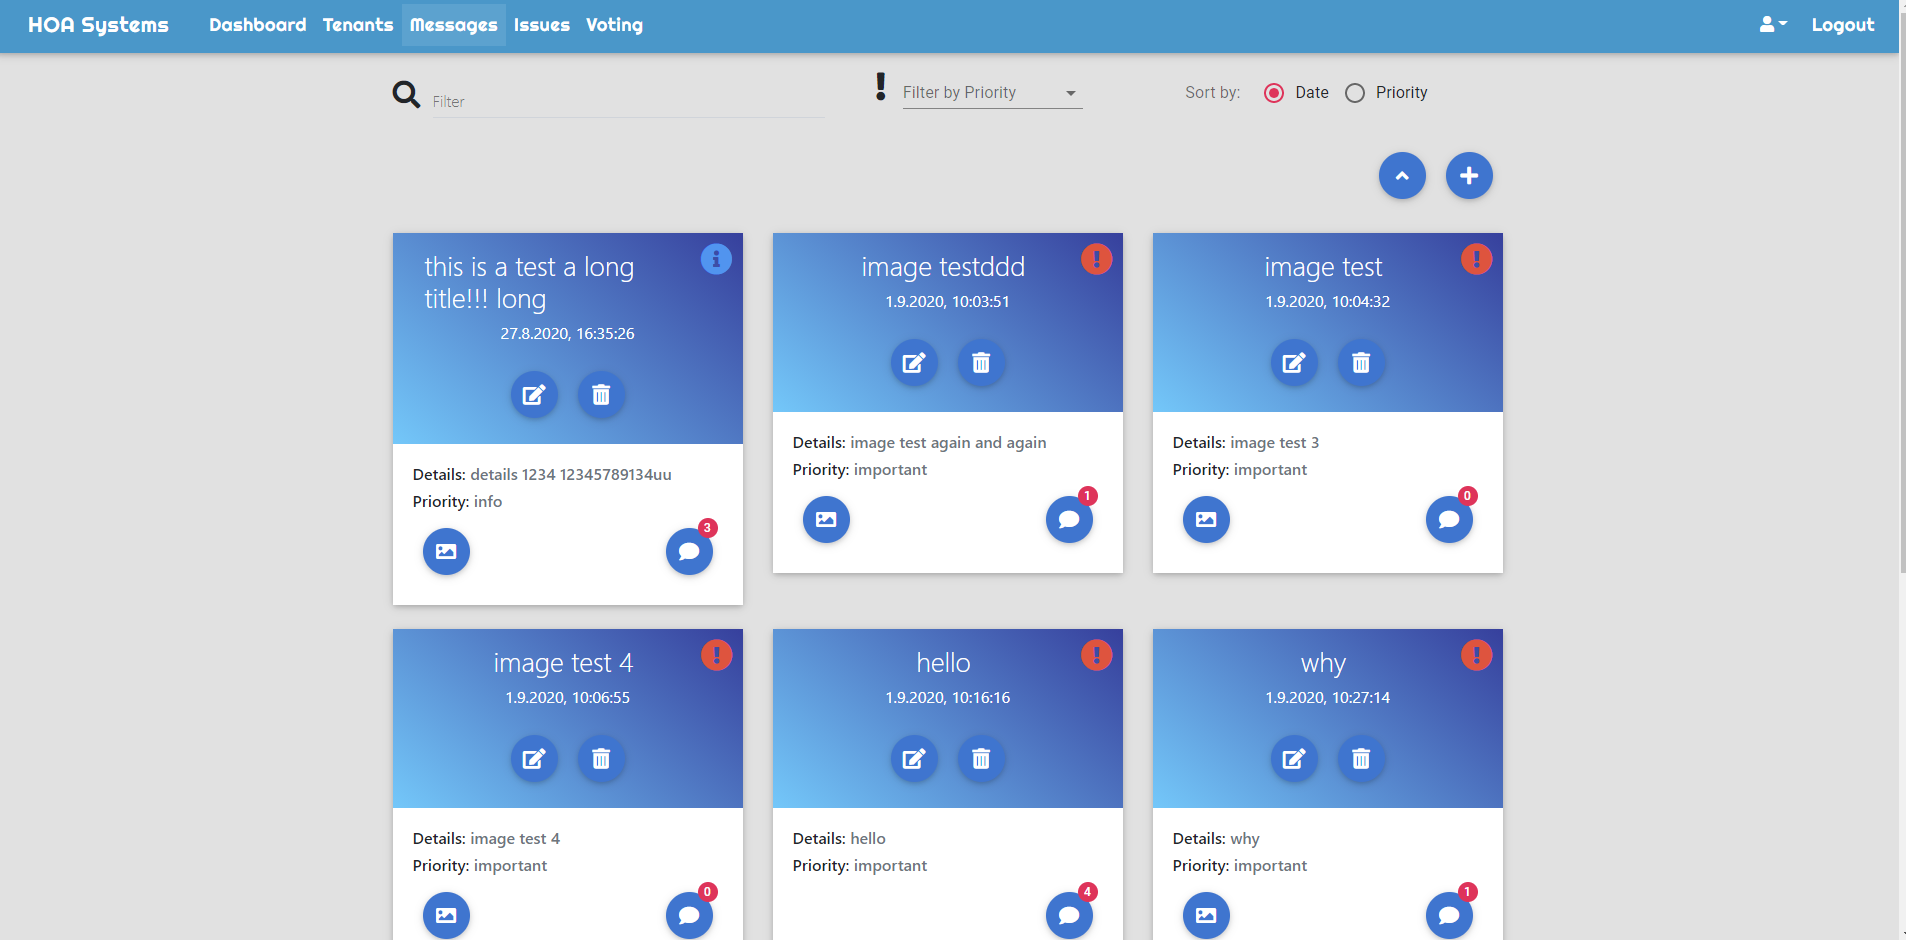 HOA Systems Dashboard Tenants Messages Issues Voting Logout
Filter Filter by Priority Sort by: Date Priority
this is a test a long
title!!! long
27.8.2020, 16:35:26
Details: details 1234 12345789134uu
Priority: info
3
image testddd
1.9.2020, 10:03:51
Details: image test again and again
Priority: important
1
image test
1.9.2020, 10:04:32
Details: image test 3
Priority: important
0
image test 4
1.9.2020, 10:06:55
Details: image test 4
Priority: important
0
hello
1.9.2020, 10:16:16
Details: hello
Priority: important
4
why
1.9.2020, 10:27:14
Details: why
Priority: important
1